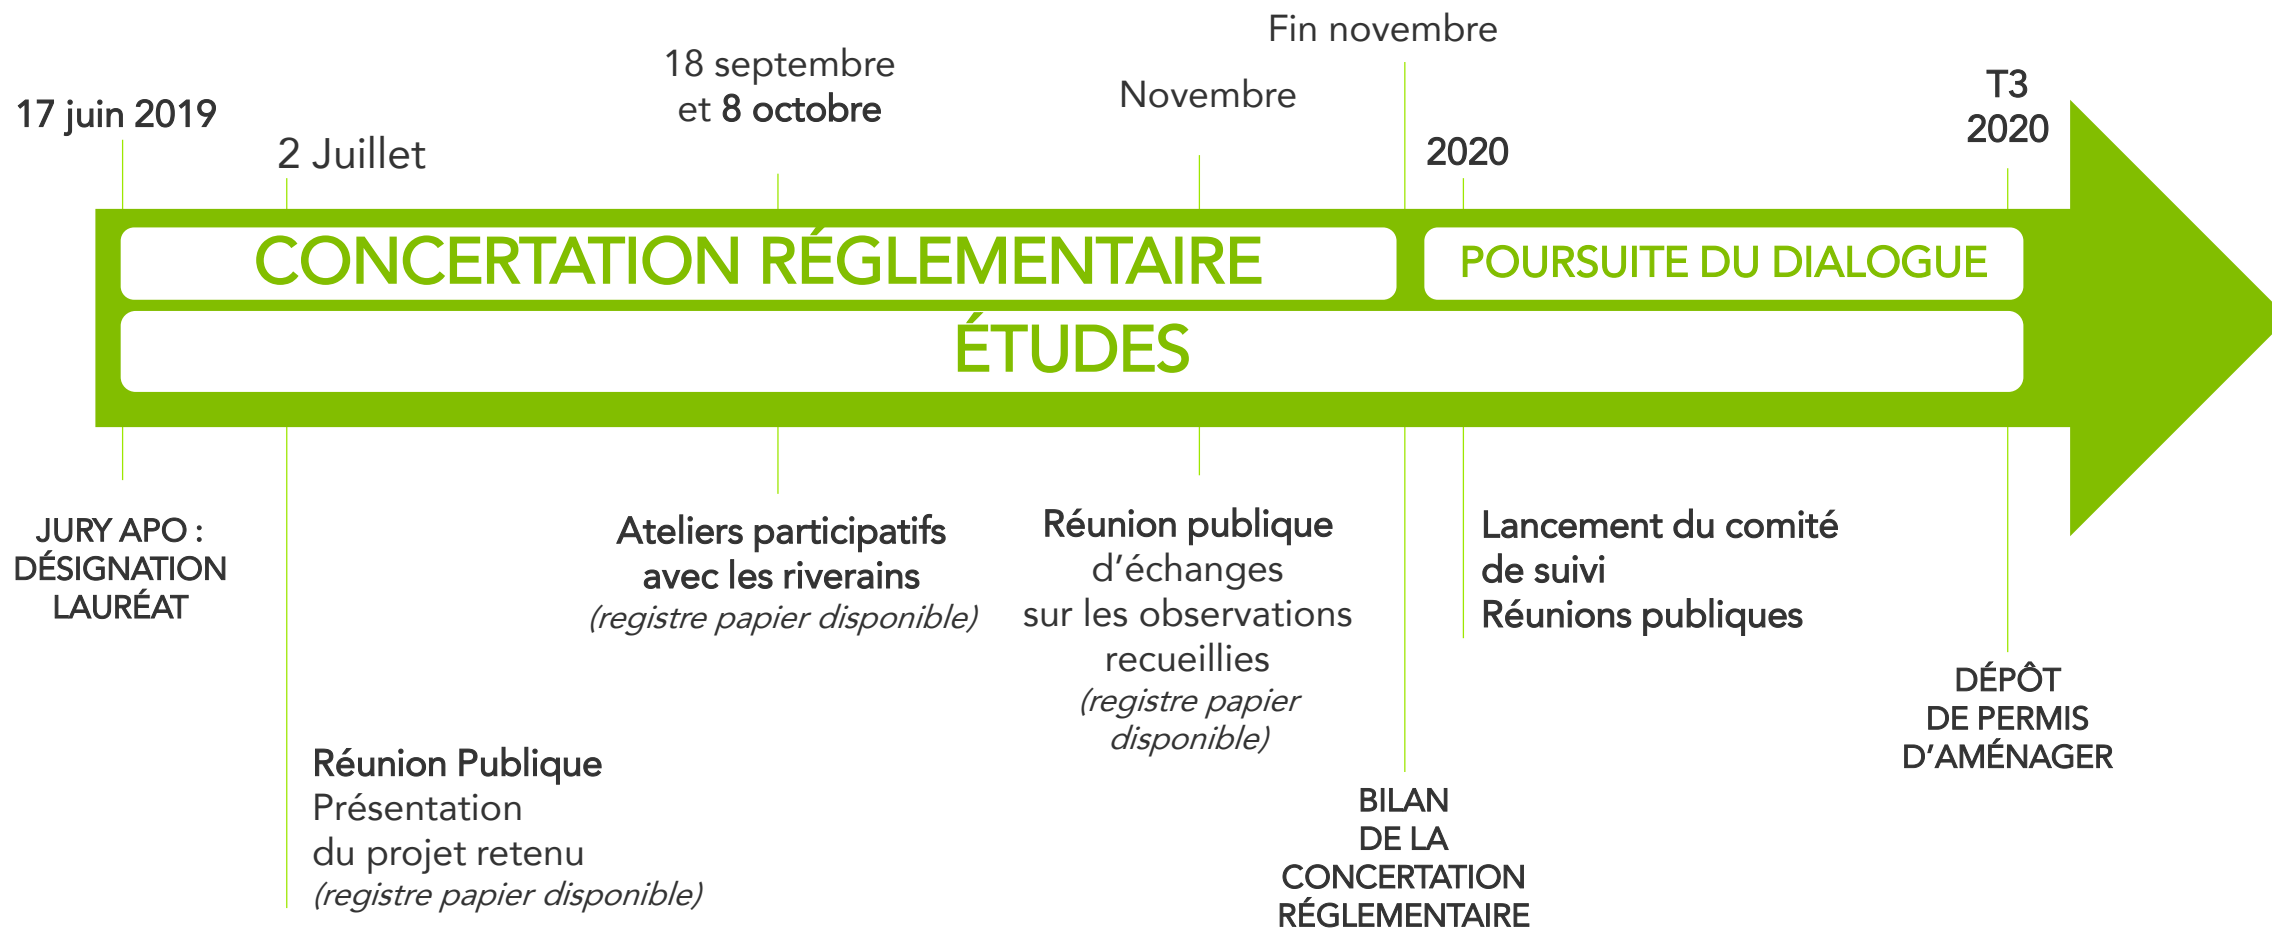 17 juin 2019
2 Juillet
18 septembre
et 8 octobre
Novembre
Fin novembre
2020
T3
2020
CONCERTATION RÉGLEMENTAIRE
POURSUITE DU DIALOGUE
ÉTUDES
JURY APO :
DÉSIGNATION
LAURÉAT
Réunion Publique
Présentation
du projet retenu
(registre papier disponible)
Ateliers participatifs
avec les riverains
(registre papier disponible)
Réunion publique
d’échanges
sur les observations
recueillies
(registre papier
disponible)
BILAN
DE LA
CONCERTATION
RÉGLEMENTAIRE
Lancement du comité
de suivi
Réunions publiques
DÉPÔT
DE PERMIS
D’AMÉNAGER